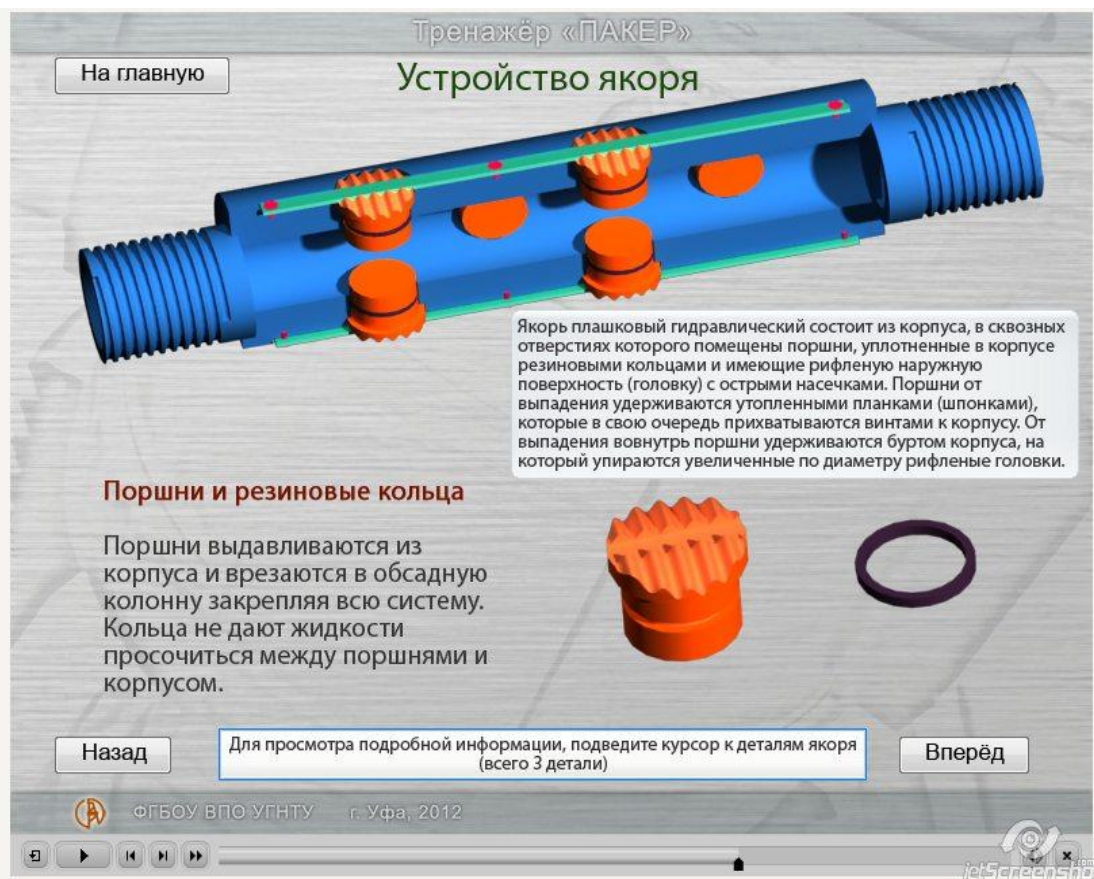 Тренажёр «ПАКЕР»
На главную
Устройство якоря
Якорь плашковый гидравлический состоит из корпуса, в сквозных
отверстиях которого помещены поршни, уплотненные в корпусе
резиновыми кольцами и имеющие рифленую наружную
поверхность (головку) с острыми насечками. Поршни от
выпадения удерживаются утопленными планками (шпонками),
которые в свою очередь прихватываются винтами к корпусу. От
выпадения вовнутрь поршни удерживаются буртом корпуса, на
который упираются увеличенные по диаметру рифленые головки.
Поршни и резиновые кольца
Поршни выдавливаются из
корпуса и врезаются в обсадную
колонну закрепляя всю систему.
Кольца не дают жидкости
просочиться между поршнями и
корпусом.
Назад
Для просмотра подробной информации, подведите курсор к деталям якоря
(всего 3 детали)
Вперёд
ФГБОУ ВПО УГНТУ г. Уфа, 2012